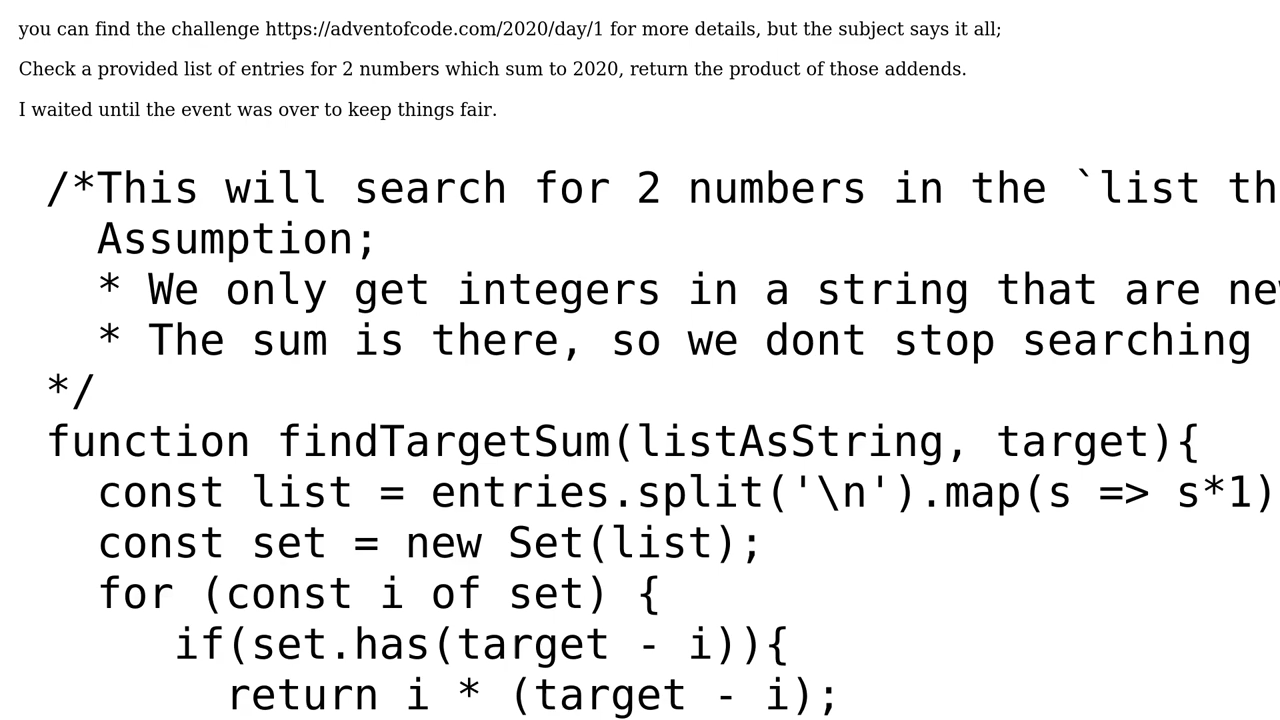 you can find the challenge https://adventofcode.com/2020/day/1 for more details, but the subject says it all;
Check a provided list of entries for 2 numbers which sum to 2020, return the product of those addends.
I waited until the event was over to keep things fair.
/*This will search for 2 numbers in the `list th
Assumption;
* We only get integers in a string that are ne
* The sum is there, so we dont stop searching
*/
function findTargetSum(listAsString, target){
const list = entries.split('\n').map(s => s*1)
const set = new Set(list);
for (const i of set) {
if(set.has(target - i)){
return i * (target - i);